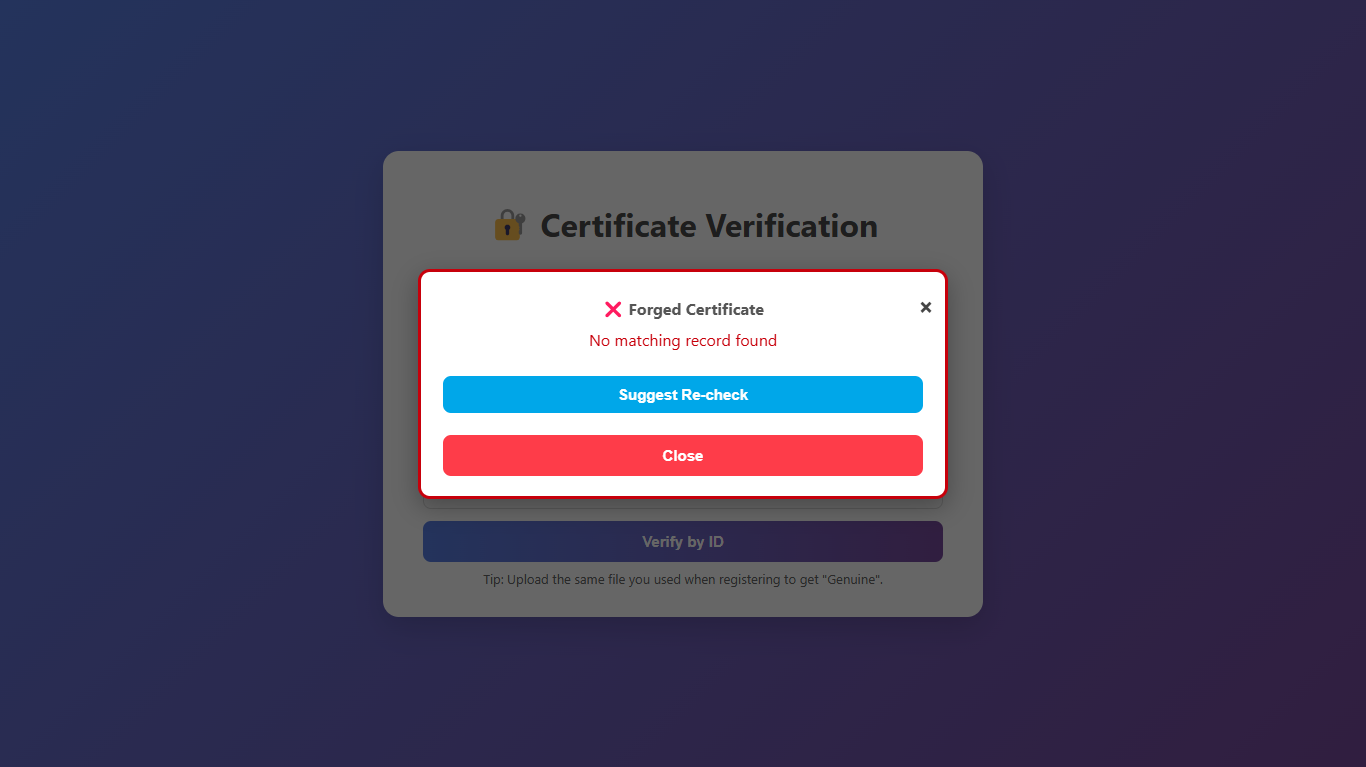 Certificate Verification
Forged Certificate
No matching record found
Suggest Re-check
Close
Verify by ID
Tip: Upload the same file you used when registering to get "Genuine".